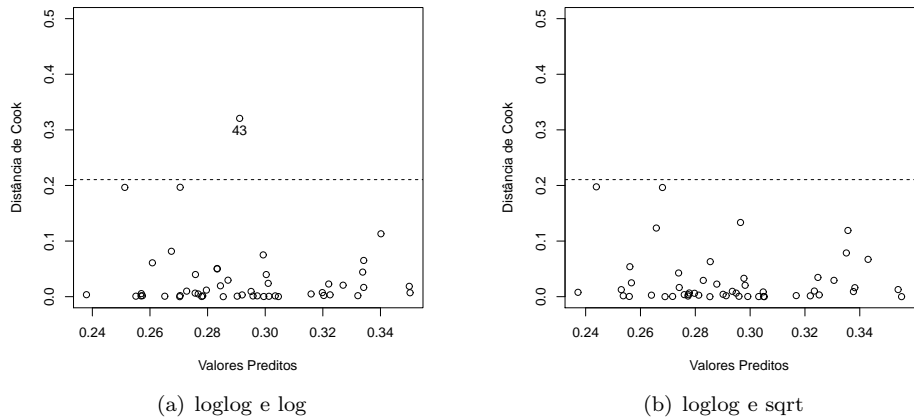 0.5
0.4
0.3
0.2
0.1
0.0
Distância de Cook
43
0.24 0.26 0.28 0.30 0.32 0.34
Valores Preditos
(a) loglog e log
0.5
0.4
0.3
0.2
0.1
0.0
Distância de Cook
0.24 0.26 0.28 0.30 0.32 0.34
Valores Preditos
(b) loglog e sqrt